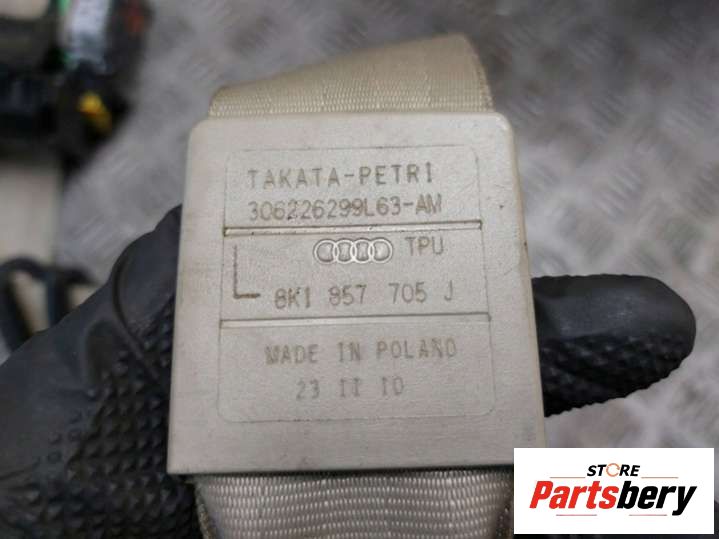 TAKATA-PETRI
306226299L63-AM
TPU
8K1 857 705 J
MADE IN POLAND
23 11 10
STORE
Partsbery